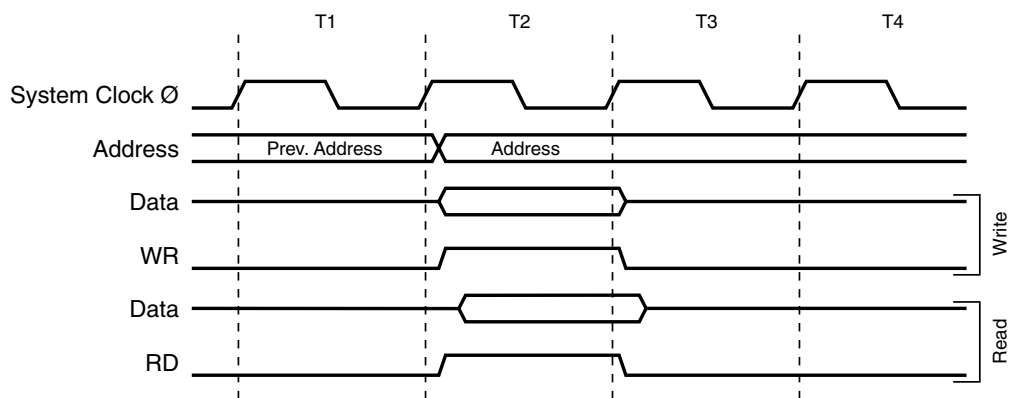 T1 T2 T3 T4
System Clock Ø
Address Prev. Address Address
Data
WR
Write
Data
RD
Read